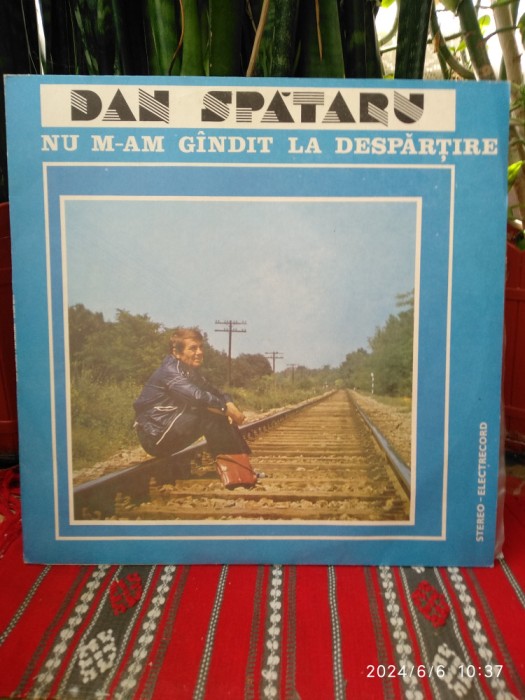 DAN SPĂTARU
NU M-AM GÎNDIT LA DESPĂRȚIRE
STEREO-ELECTRECORD
2024/6/6 10:37